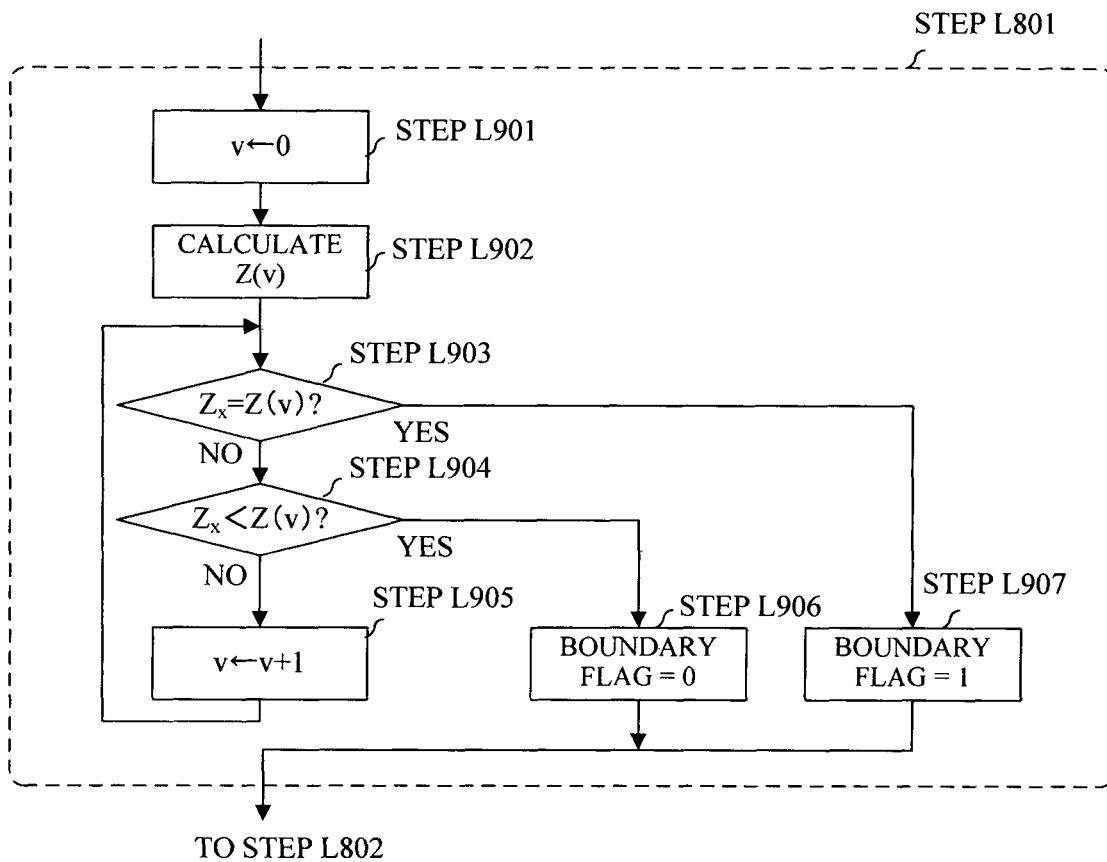 STEP L801
v←0
STEP L901
CALCULATE
Z(v)
STEP L902
STEP L903
Zₓ=Z(v)?
YES
NO
STEP L904
Zₓ<Z(v)?
YES
NO
STEP L905
v←v+1
STEP L906
BOUNDARY
FLAG = 0
STEP L907
BOUNDARY
FLAG = 1
TO STEP L802